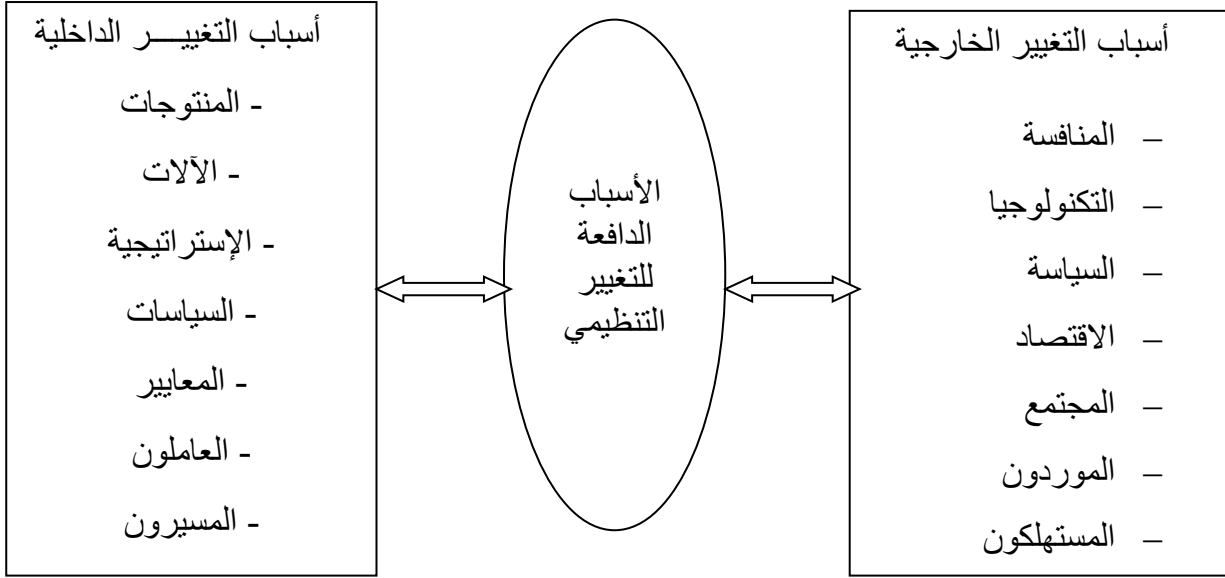 أسباب التغيير الخارجية
– المنافسة
– التكنولوجيا
– السياسة
– الاقتصاد
– المجتمع
– الموردون
– المستهلكون
الأسباب
الدافعة
للتغيير
التنظيمي
أسباب التغييـــر الداخلية
- المنتوجات
- الآلات
- الإستراتيجية
- السياسات
- المعايير
- العاملون
- المسيرون